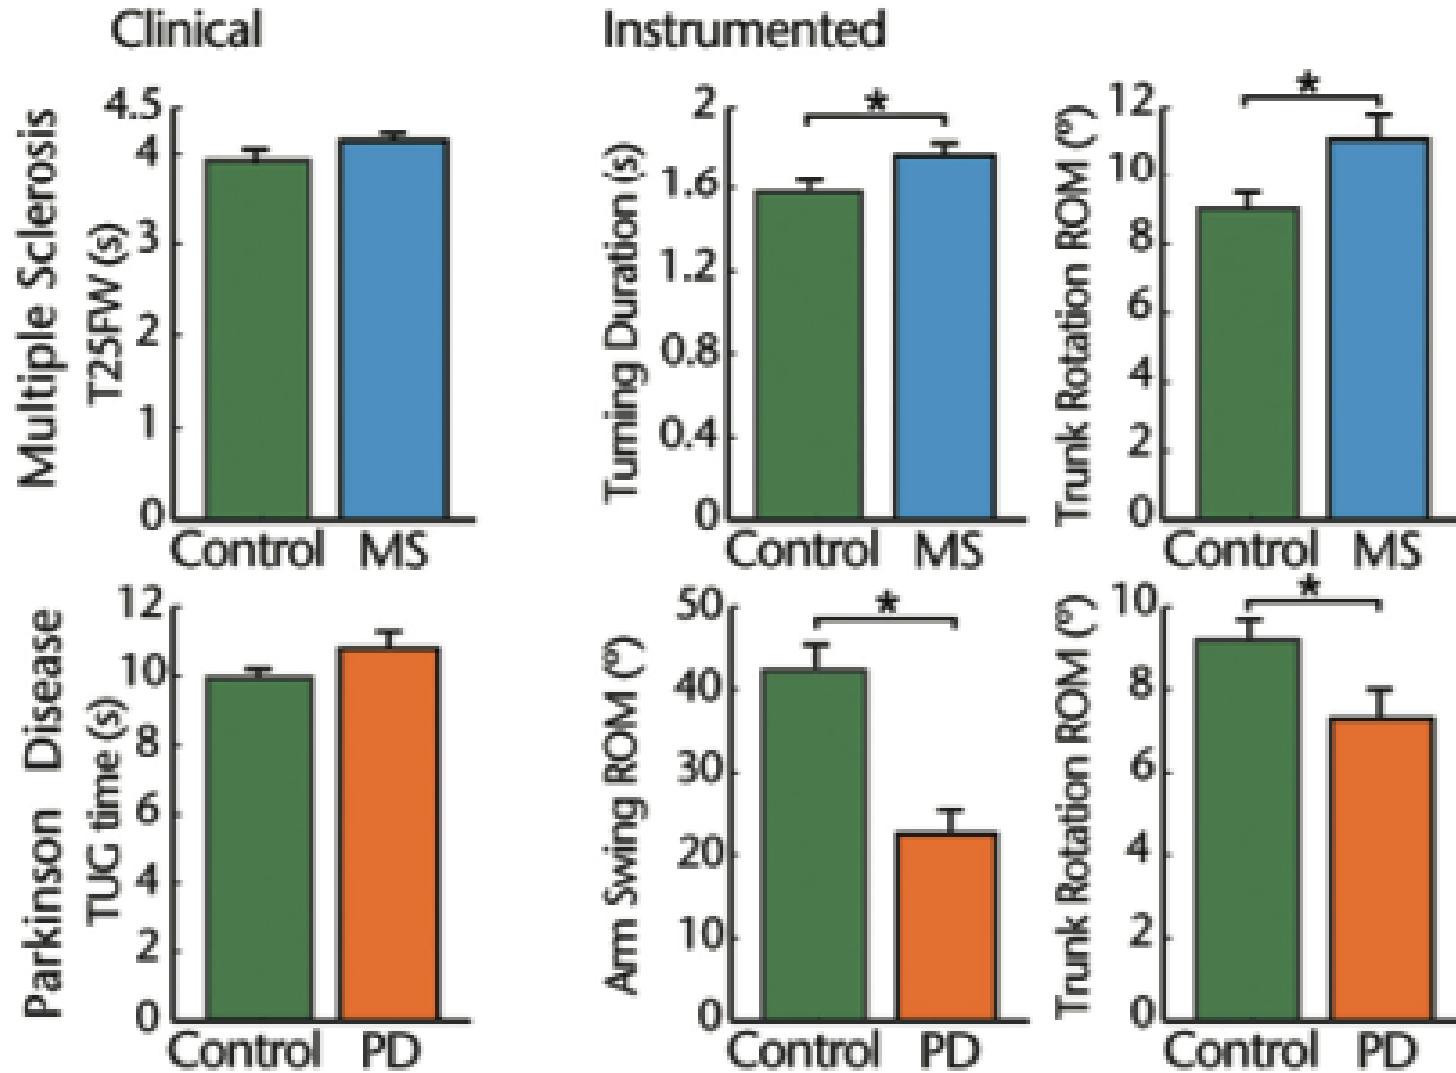 Clinical
Instrumented
Multiple Sclerosis
T25FW (s)
4.5
4
3
2
1
0
Control MS
Turning Duration (s)
2
1.6
1.2
0.8
0.4
0
*
Control MS
Trunk Rotation ROM (°)
12
10
8
6
4
2
0
*
Control MS
Parkinson Disease
TUG time (s)
12
10
8
6
4
2
0
Control PD
Arm Swing ROM (°)
50
40
30
20
10
0
*
Control PD
Trunk Rotation ROM (°)
10
8
6
4
2
0
*
Control PD